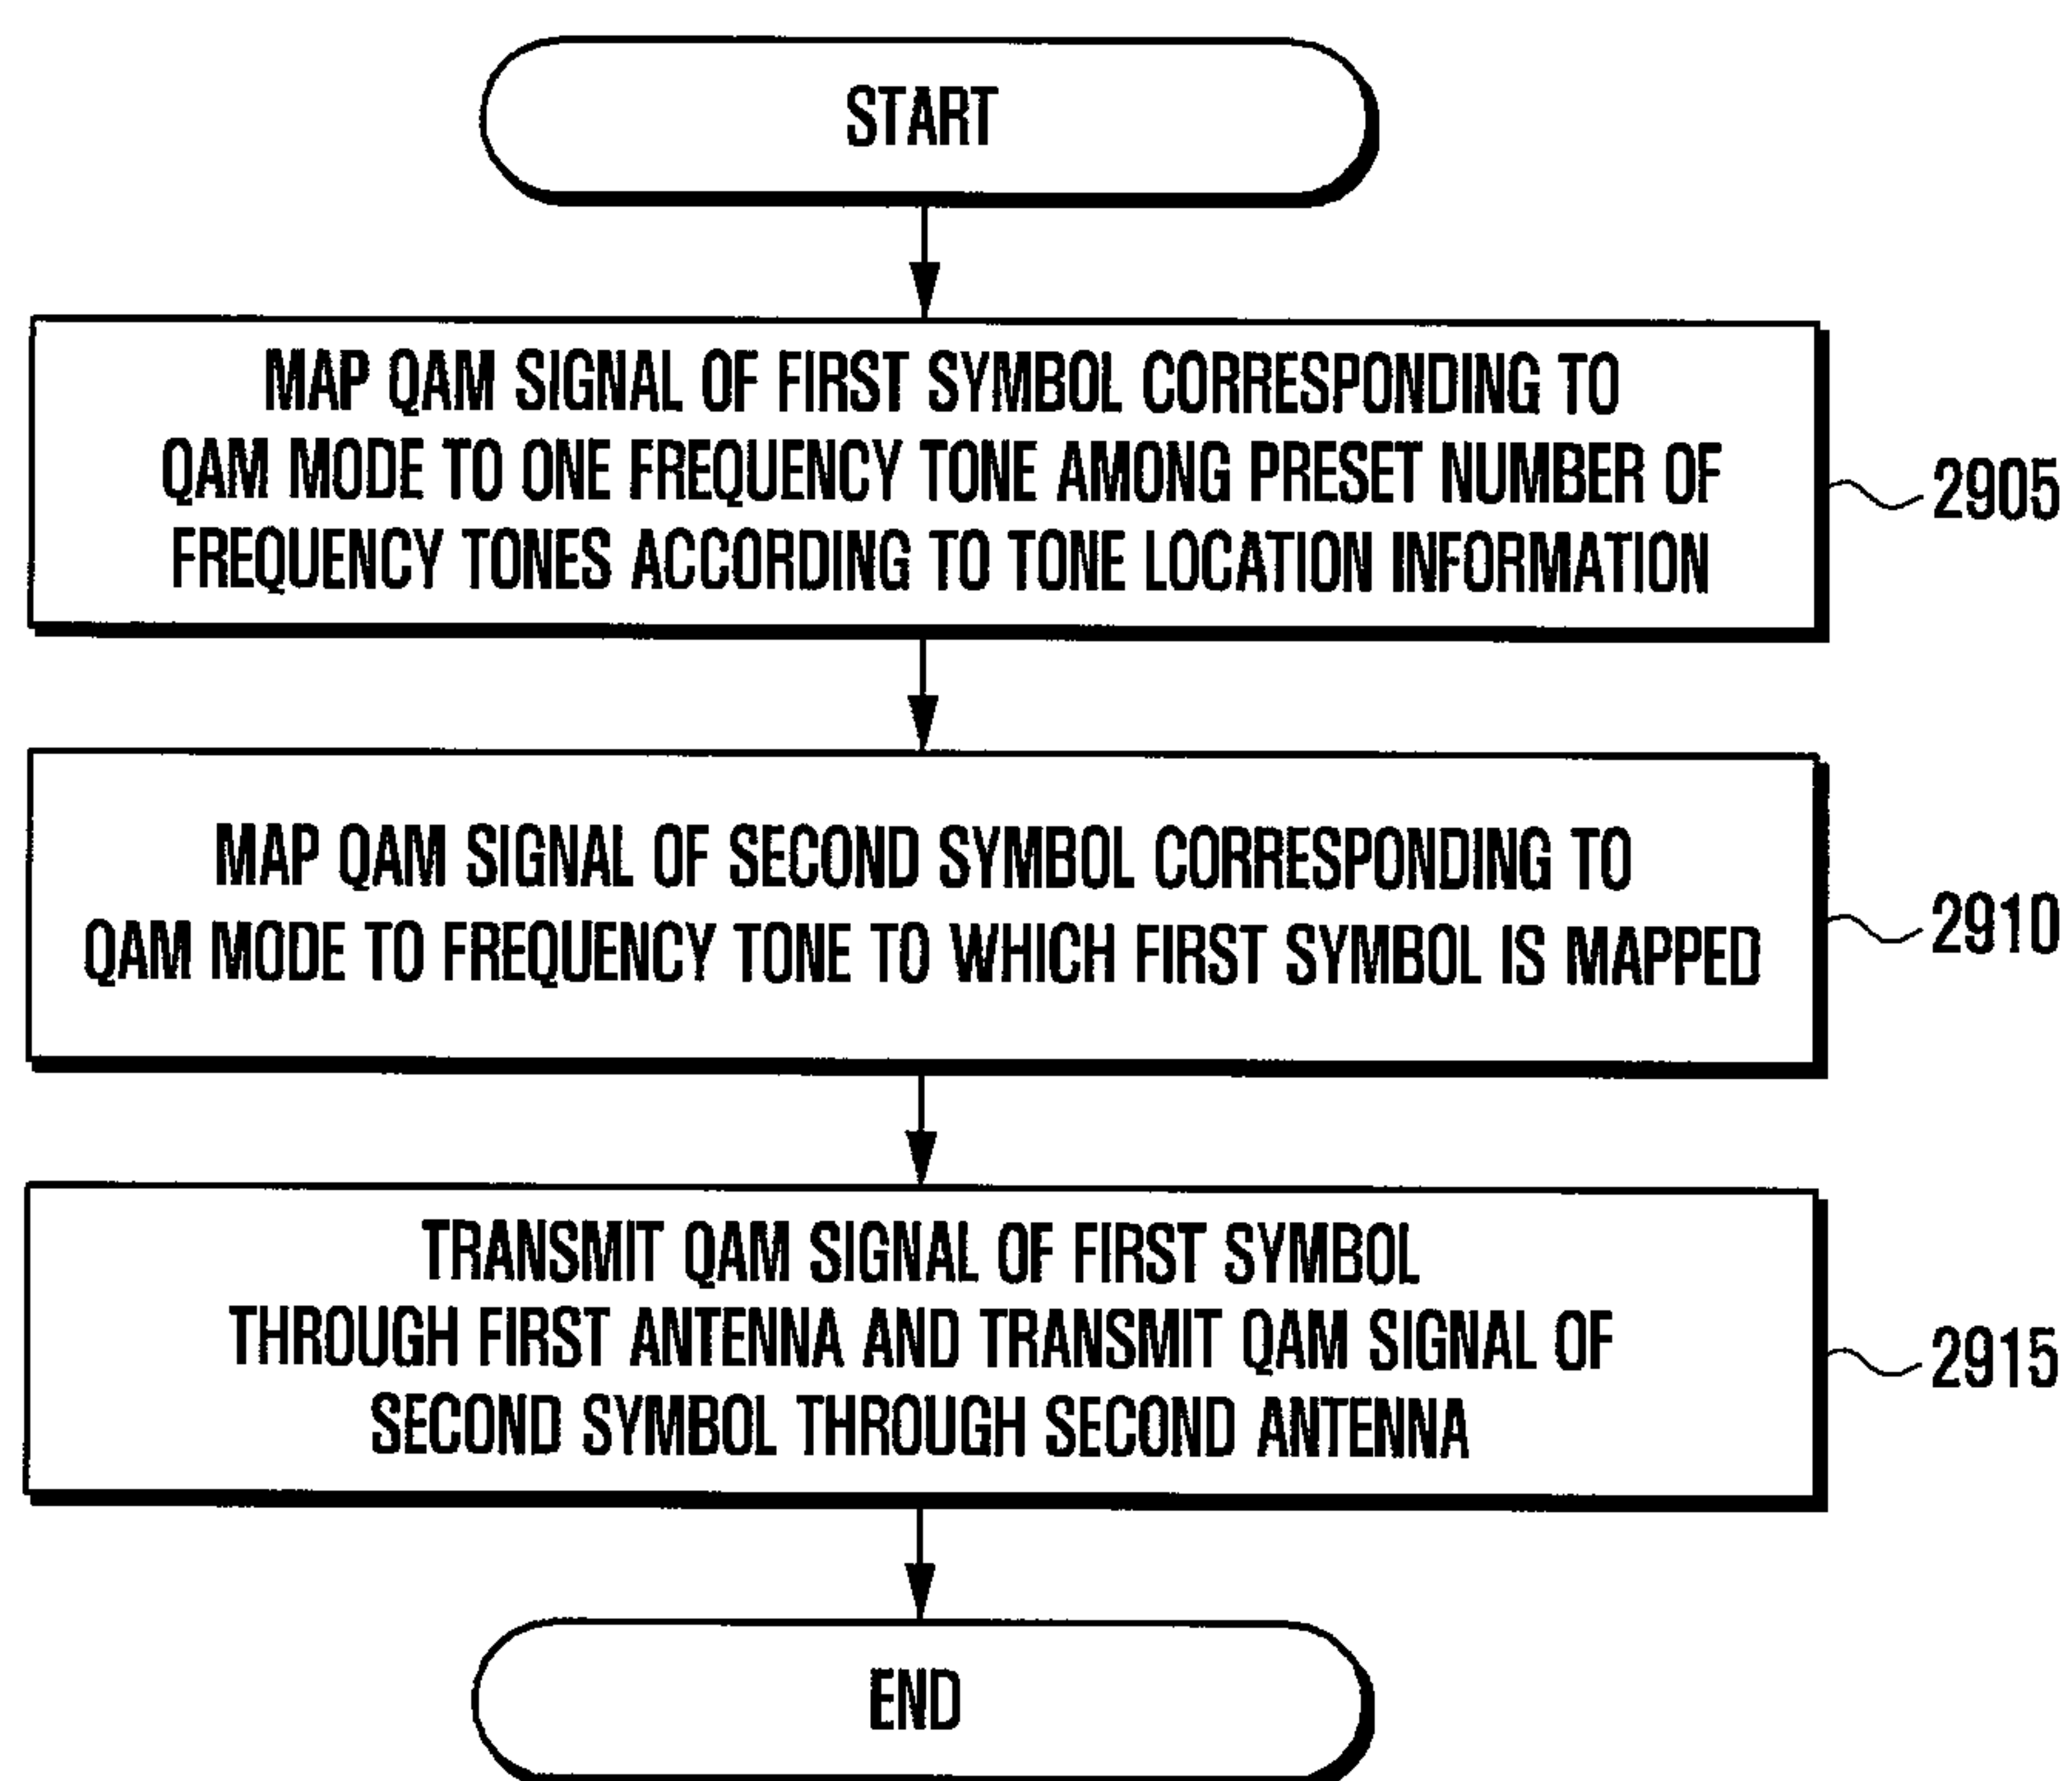 START
MAP QAM SIGNAL OF FIRST SYMBOL CORRESPONDING TO
QAM MODE TO ONE FREQUENCY TONE AMONG PRESET NUMBER OF
FREQUENCY TONES ACCORDING TO TONE LOCATION INFORMATION
2905
MAP QAM SIGNAL OF SECOND SYMBOL CORRESPONDING TO
QAM MODE TO FREQUENCY TONE TO WHICH FIRST SYMBOL IS MAPPED
2910
TRANSMIT QAM SIGNAL OF FIRST SYMBOL
THROUGH FIRST ANTENNA AND TRANSMIT QAM SIGNAL OF
SECOND SYMBOL THROUGH SECOND ANTENNA
2915
END